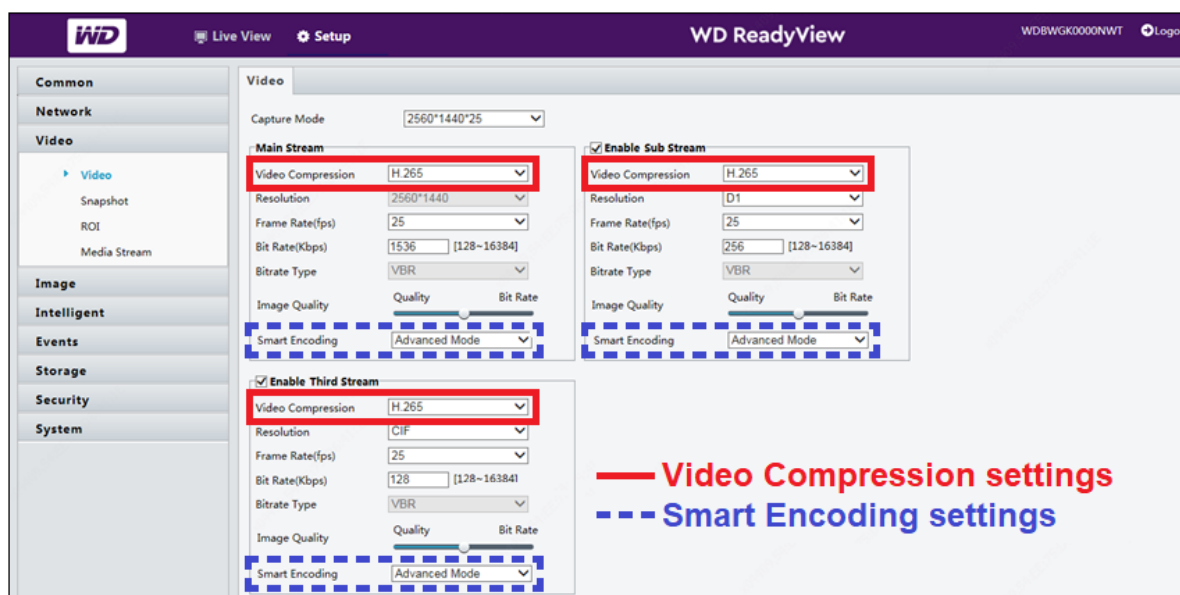 WD
Live View
Setup
WD ReadyView
WDBWGK0000NWT
Logo
Common
Network
Video
Video
Snapshot
ROI
Media Stream
Image
Intelligent
Events
Storage
Security
System
Video
Capture Mode 2560*1440*25
Main Stream
Video Compression H.265
Resolution 2560*1440
Frame Rate(fps) 25
Bit Rate(Kbps) 1536 [128~16384]
Bitrate Type VBR
Quality Bit Rate
Image Quality
Smart Encoding Advanced Mode
Enable Sub Stream
Video Compression H.265
Resolution D1
Frame Rate(fps) 25
Bit Rate(Kbps) 256 [128~16384]
Bitrate Type VBR
Quality Bit Rate
Image Quality
Smart Encoding Advanced Mode
Enable Third Stream
Video Compression H.265
Resolution CIF
Frame Rate(fps) 25
Bit Rate(Kbps) 128 [128~16384]
Bitrate Type VBR
Quality Bit Rate
Image Quality
Smart Encoding Advanced Mode
Video Compression settings
Smart Encoding settings